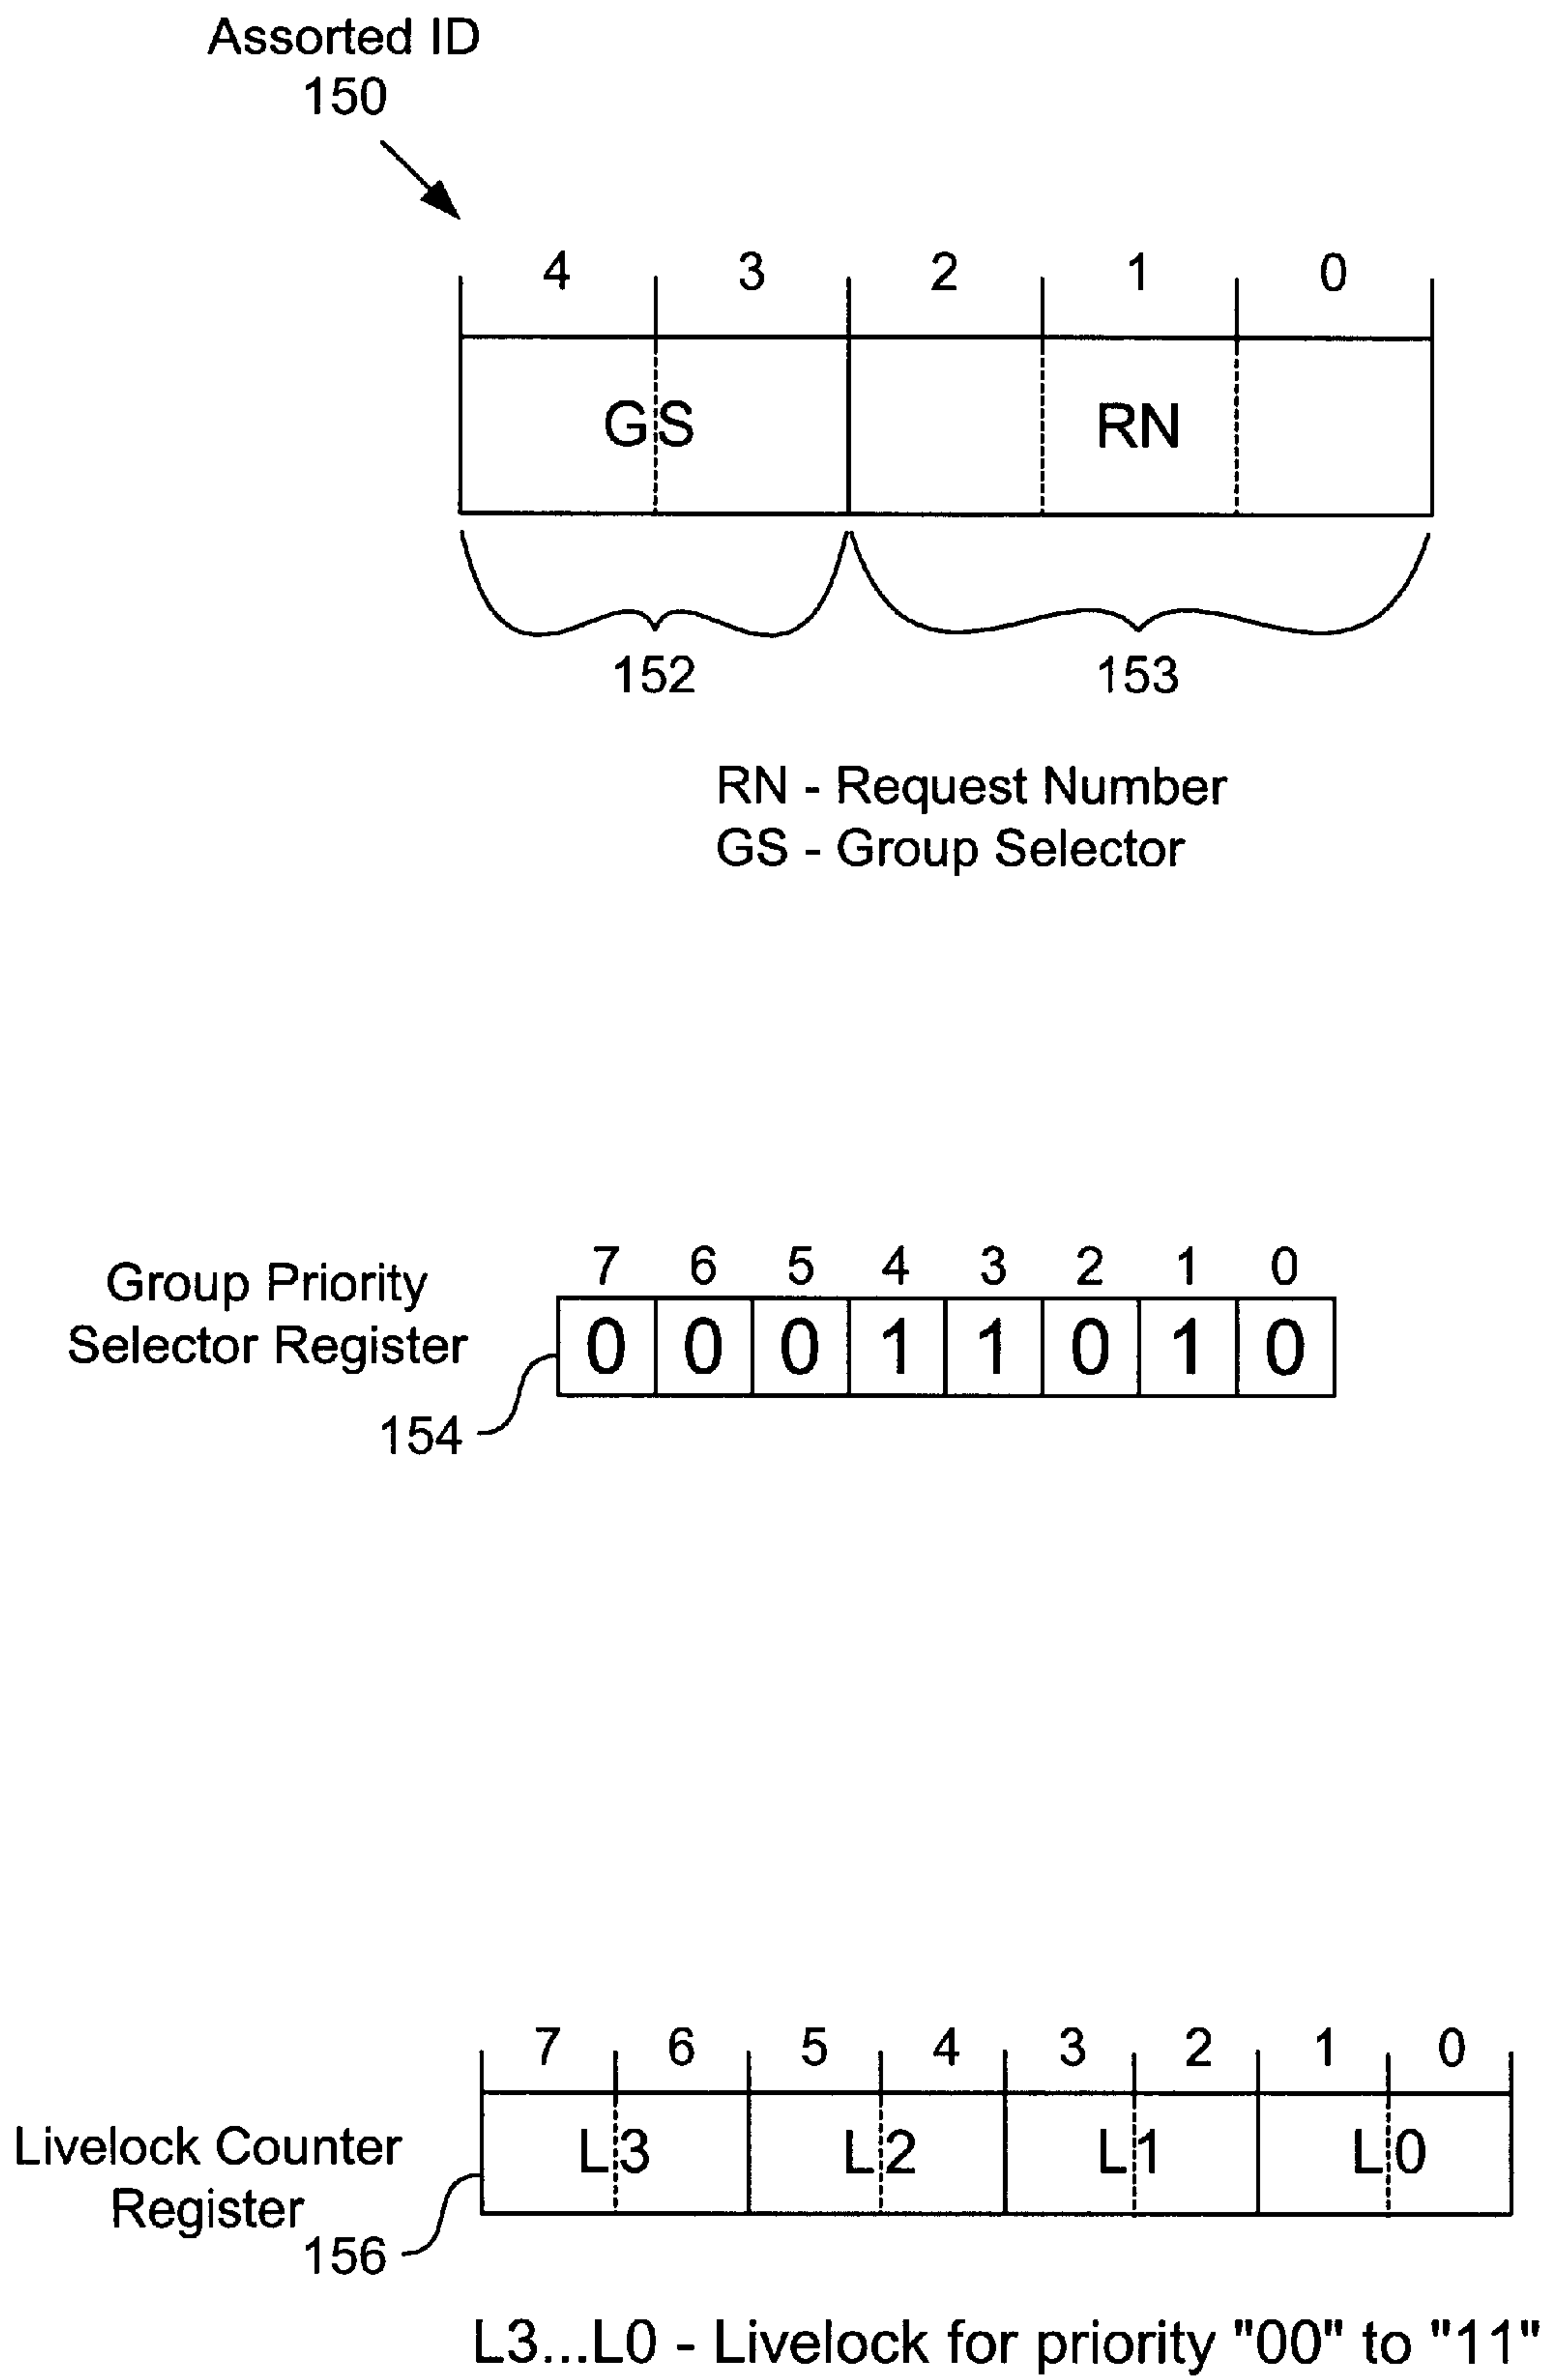 Assorted ID
150
4 3 2 1 0
GS RN
152 153
RN - Request Number
GS - Group Selector
7 6 5 4 3 2 1 0
Group Priority
Selector Register
0 0 0 1 1 0 1 0
154
7 6 5 4 3 2 1 0
Livelock Counter
Register
L3 L2 L1 L0
156
L3...L0 - Livelock for priority "00" to "11"